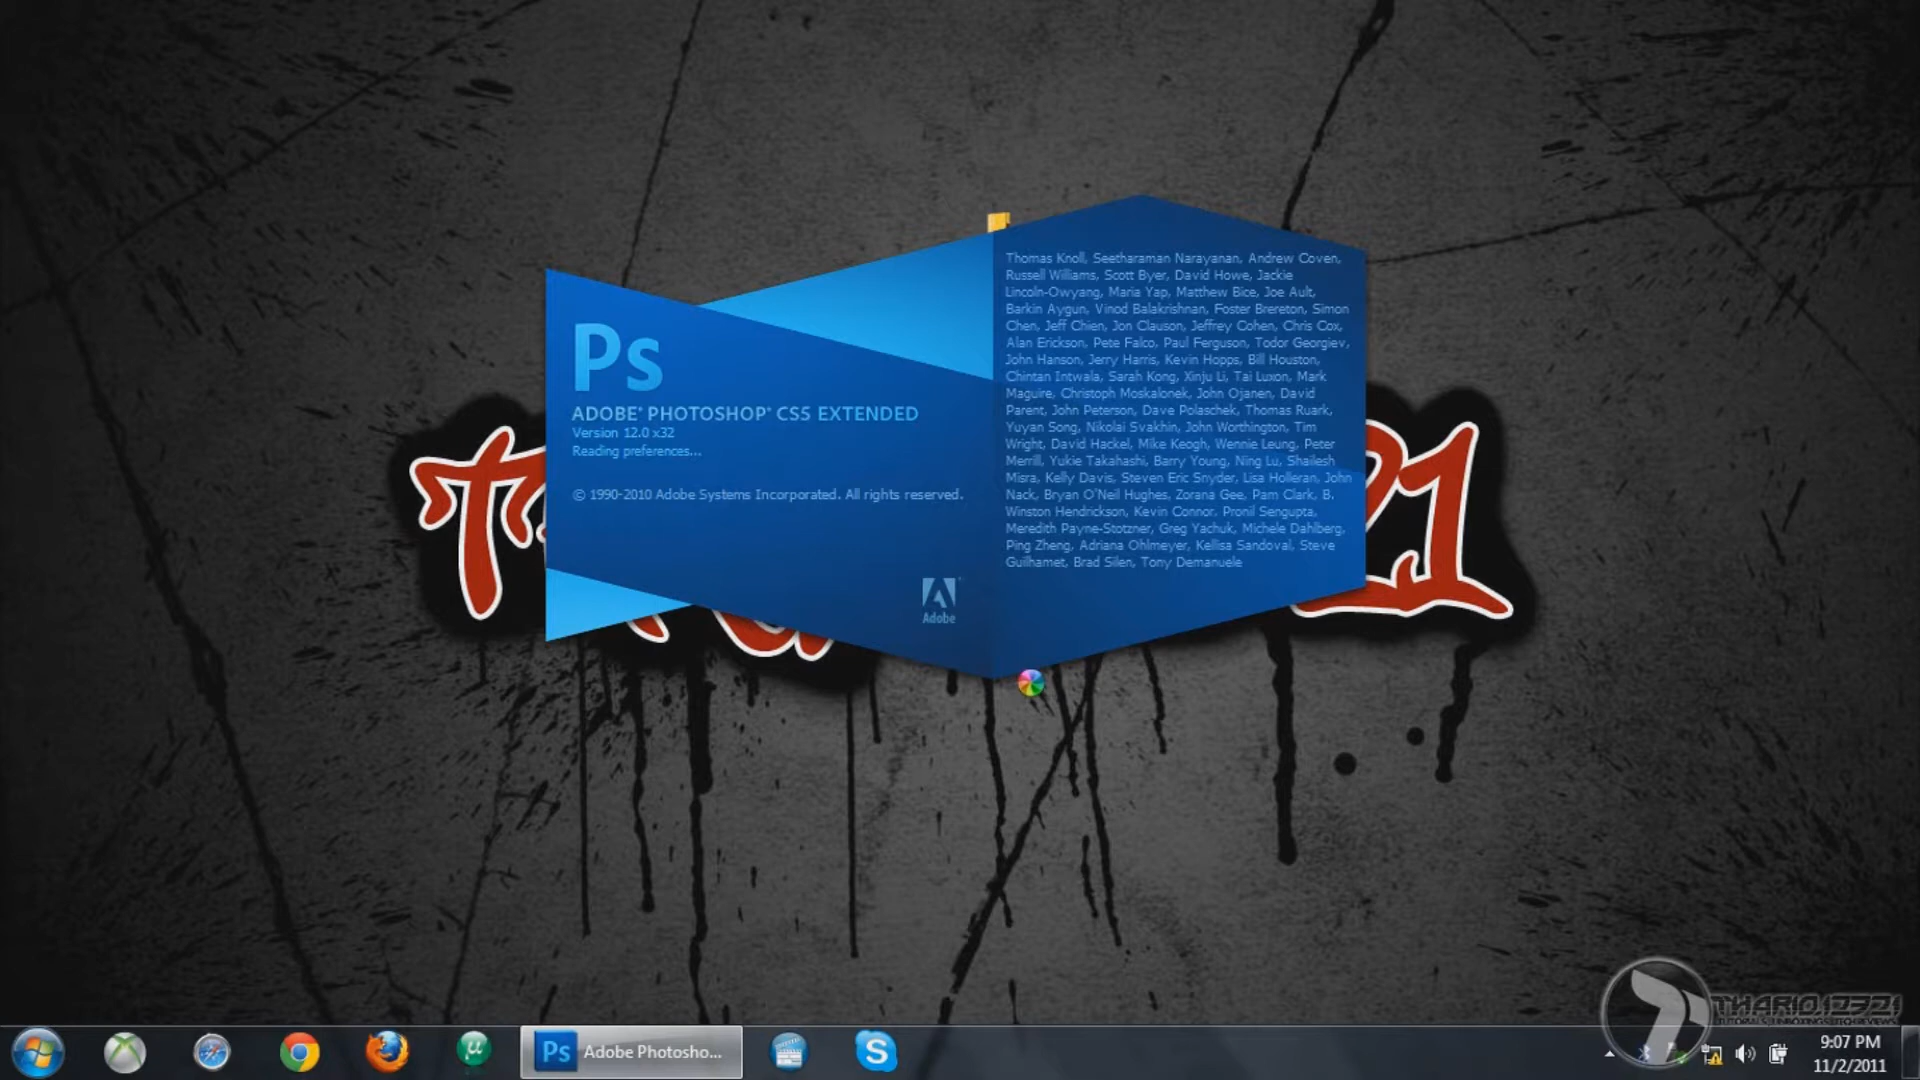 Ps
ADOBE® PHOTOSHOP® CS5 EXTENDED
Version 12.0 x32
Reading preferences...
© 1990-2010 Adobe Systems Incorporated. All rights reserved.
Adobe
Thomas Knoll, Seetharaman Narayanan, Andrew Coven,
Russell Williams, Scott Byer, David Howe, Jackie
Lincoln-Owyang, Maria Yap, Matthew Bice, Joe Ault,
Barkin Aygun, Vinod Balakrishnan, Foster Brereton, Simon
Chen, Jeff Chien, Jon Clauson, Jeffrey Cohen, Chris Cox,
Alan Erickson, Pete Falco, Paul Ferguson, Todor Georgiev,
John Hanson, Jerry Harris, Kevin Hopps, Bill Houston,
Chintan Intwala, Sarah Kong, Xinju Li, Tai Luxon, Mark
Maguire, Christoph Moskalonek, John Ojanen, David
Parent, John Peterson, Dave Polaschek, Thomas Ruark,
Yuyan Song, Nikolai Svakhin, John Worthington, Tim
Wright, David Hackel, Mike Keogh, Wennie Leung, Peter
Merrill, Yukie Takahashi, Barry Young, Ning Lu, Shailesh
Misra, Kelly Davis, Steven Eric Snyder, Lisa Holleran, John
Nack, Bryan O'Neil Hughes, Zorana Gee, Pam Clark, B.
Winston Hendrickson, Kevin Connor, Pronil Sengupta,
Meredith Payne-Stotzner, Greg Yachuk, Michele Dahlberg,
Ping Zheng, Adriana Ohlmeyer, Kellisa Sandoval, Steve
Guilhamet, Brad Silen, Tony Demanuele
21
THARIO12321
TUTORIALS UNBOXINGS TECH REVIEWS
µ
Ps Adobe Photosho...
S
9:07 PM
11/2/2011